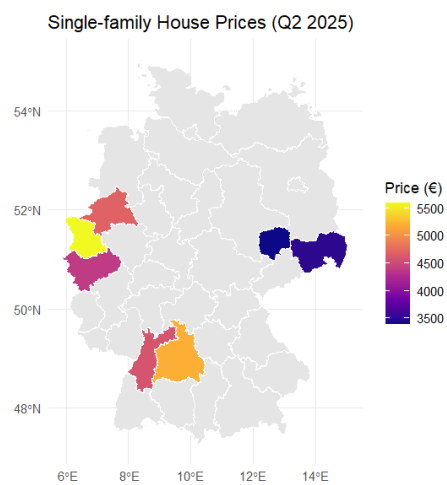 Single-family House Prices (Q2 2025)
54°N
52°N
50°N
48°N
6°E
8°E
10°E
12°E
14°E
Price (€)
5500
5000
4500
4000
3500